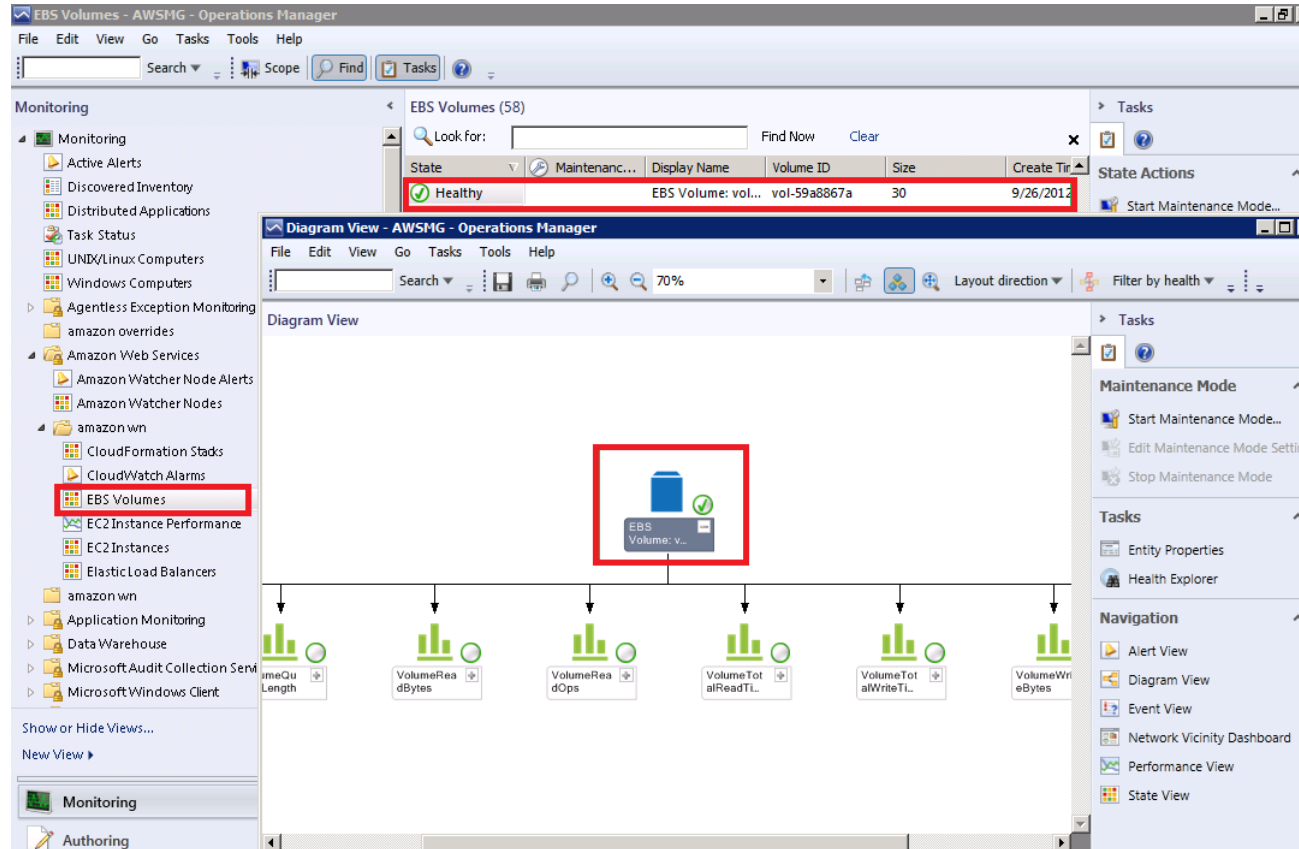 EBS Volumes - AWSMG - Operations Manager
File Edit View Go Tasks Tools Help
Search Scope Find Tasks
Monitoring
Monitoring
Active Alerts
Discovered Inventory
Distributed Applications
Task Status
UNIX/Linux Computers
Windows Computers
Agentless Exception Monitoring
amazon overrides
Amazon Web Services
Amazon Watcher Node Alerts
Amazon Watcher Nodes
amazon wn
CloudFormation Stacks
CloudWatch Alarms
EBS Volumes
EC2 Instance Performance
EC2 Instances
Elastic Load Balancers
amazon wn
Application Monitoring
Data Warehouse
Microsoft Audit Collection Servi
Microsoft Windows Client
Show or Hide Views...
New View
Monitoring
Authoring
EBS Volumes (58)
Look for: Find Now Clear
State Maintenanc... Display Name Volume ID Size Create Tir
Healthy EBS Volume: vol... vol-59a8867a 30 9/26/2012
Tasks
State Actions
Start Maintenance Mode...
Diagram View - AWSMG - Operations Manager
File Edit View Go Tasks Tools Help
Search 70% Layout direction Filter by health
Diagram View
EBS
Volume: v...
umeQu
Length
VolumeRea
dBytes
VolumeRea
dOps
VolumeTot
alReadTi...
VolumeTot
alWriteTi...
VolumeWri
eBytes
Tasks
Maintenance Mode
Start Maintenance Mode...
Edit Maintenance Mode Setti
Stop Maintenance Mode
Tasks
Entity Properties
Health Explorer
Navigation
Alert View
Diagram View
Event View
Network Vicinity Dashboard
Performance View
State View